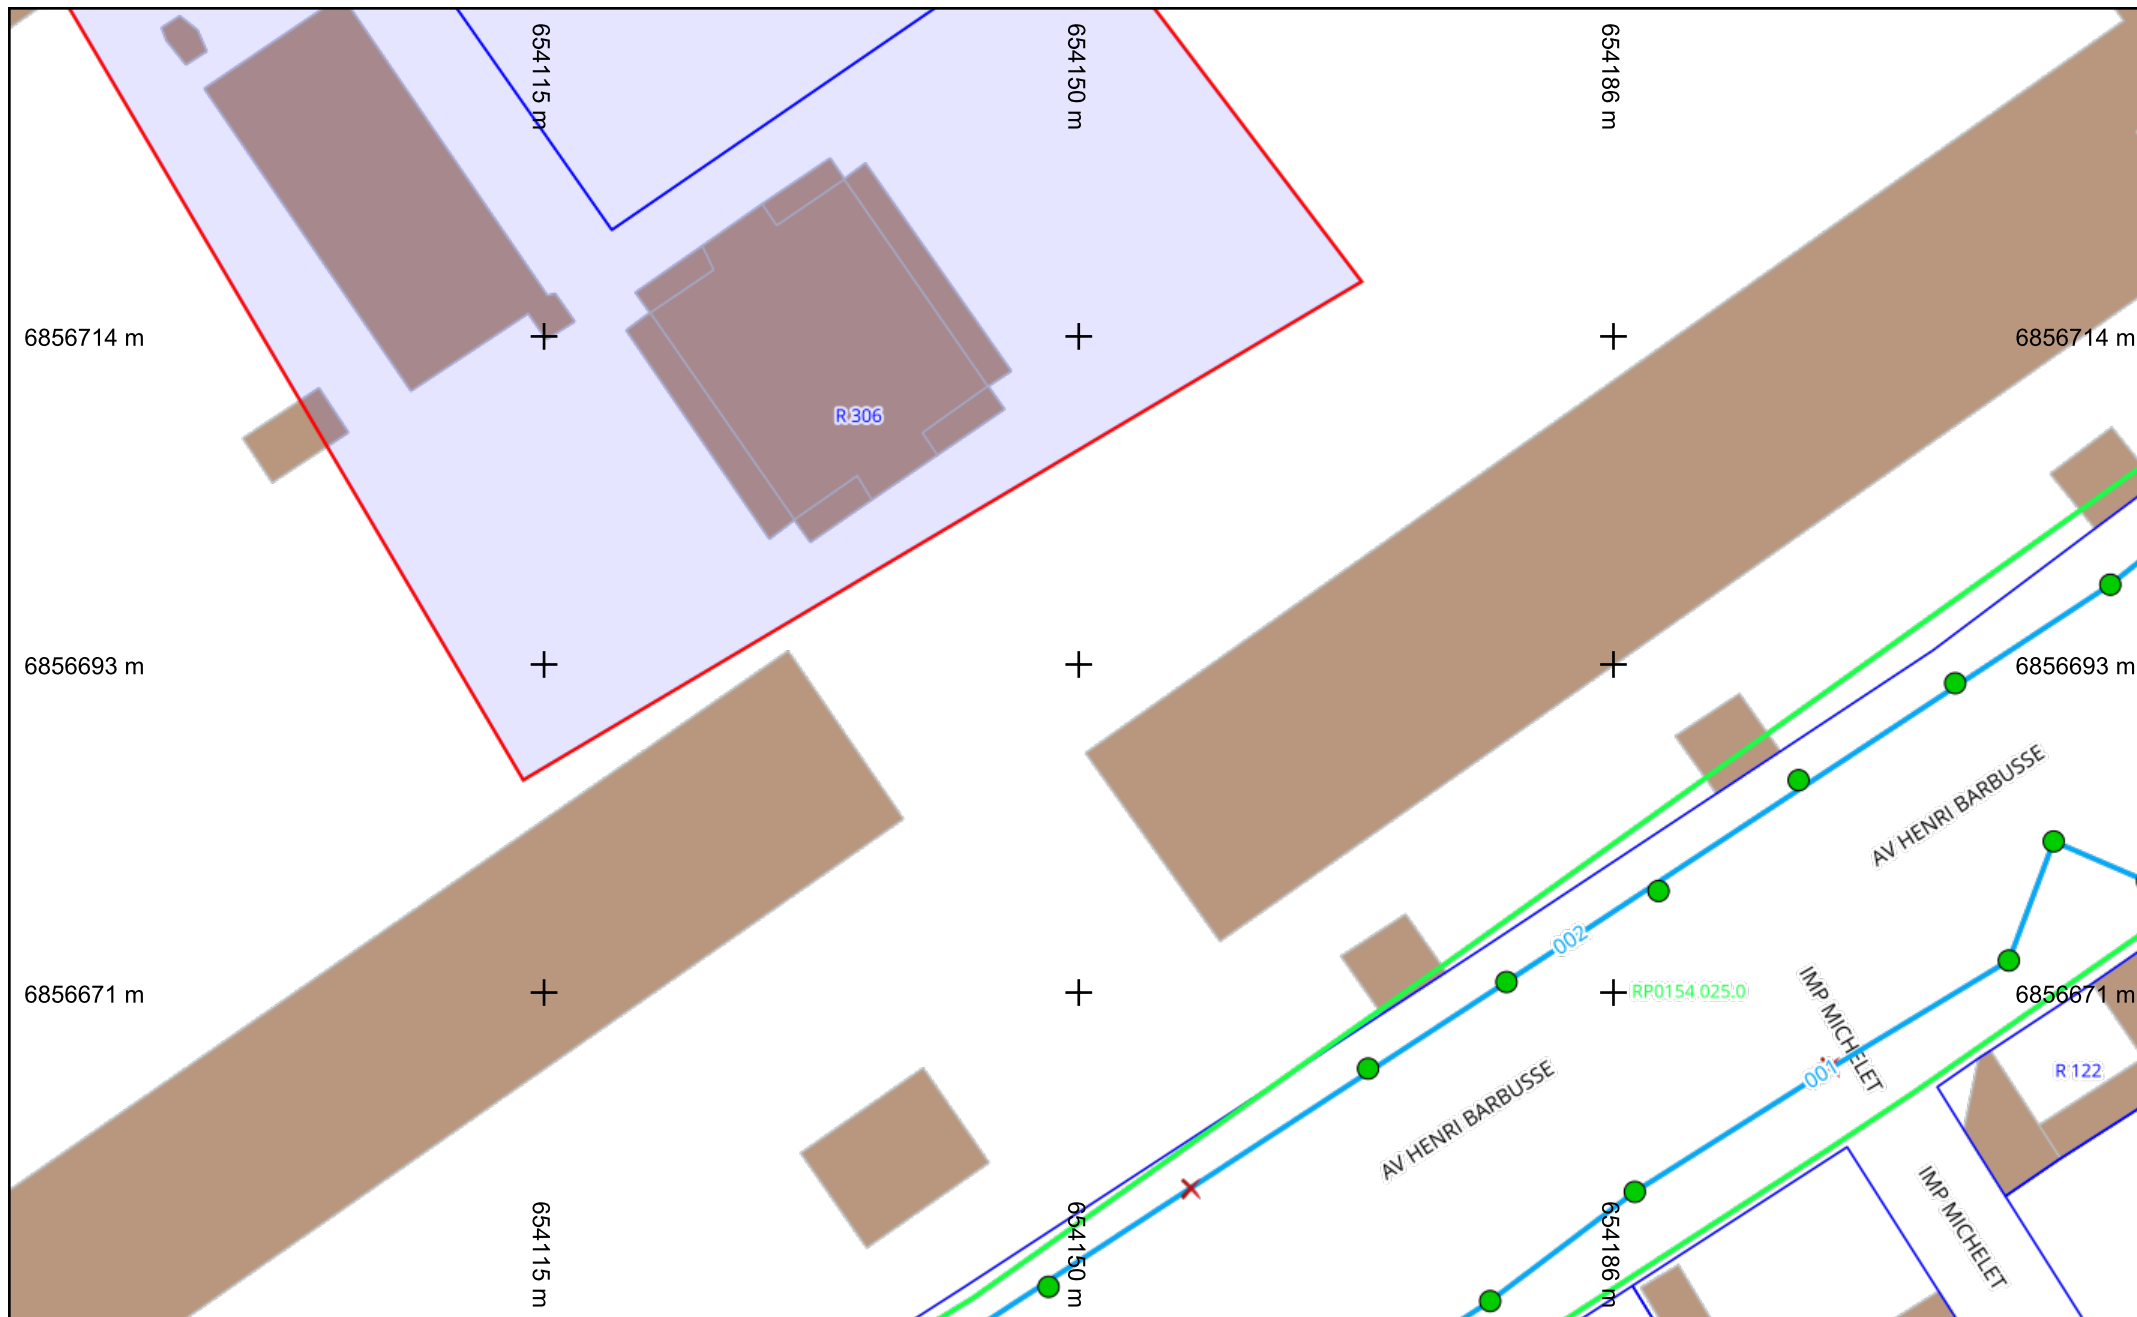 654115 m
654150 m
654186 m
6856714 m
6856714 m
R 306
6856693 m
6856693 m
AV HENRI BARBUSSE
002
6856671 m
RP0154 025.0
IMP MICHELET
6856671 m
001
R 122
AV HENRI BARBUSSE
IMP MICHELET
654115 m
654150 m
654186 m